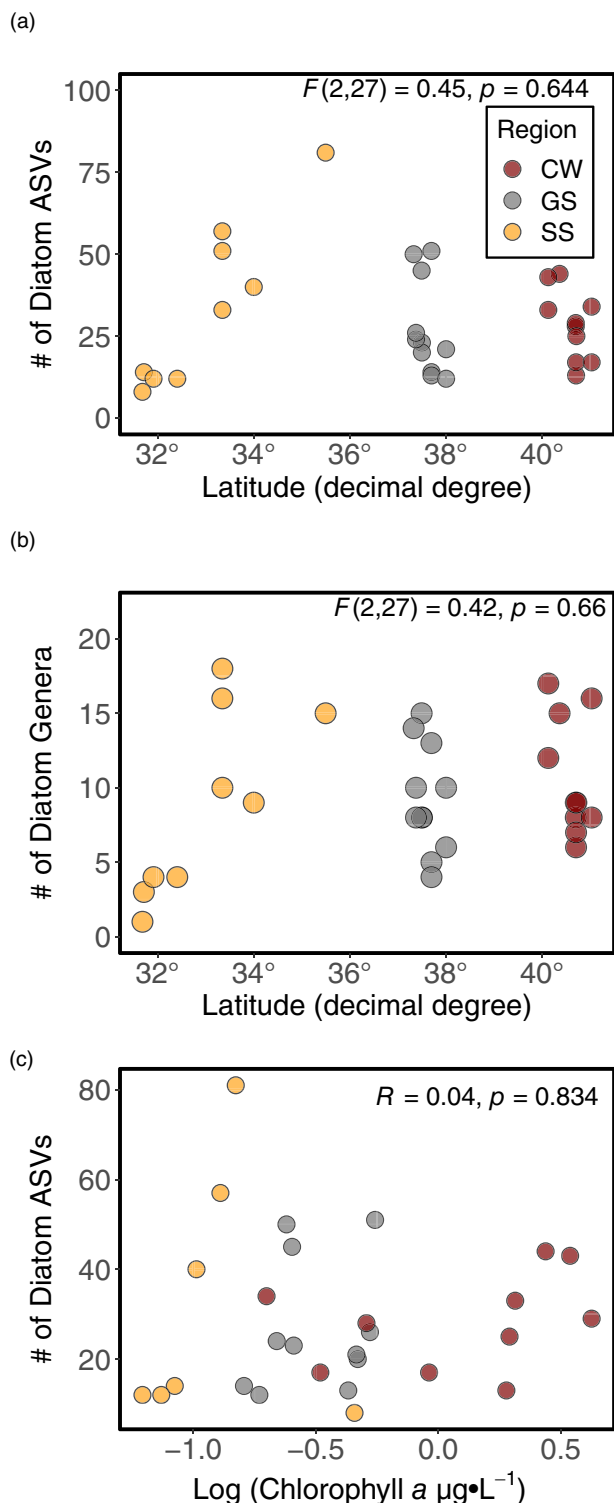 (a)
F(2,27) = 0.45, p = 0.644
Region
CW
GS
SS
100
75
50
25
0
# of Diatom ASVs
32° 34° 36° 38° 40°
Latitude (decimal degree)
(b)
F(2,27) = 0.42, p = 0.66
20
15
10
5
0
# of Diatom Genera
32° 34° 36° 38° 40°
Latitude (decimal degree)
(c)
R = 0.04, p = 0.834
80
60
40
20
# of Diatom ASVs
−1.0 −0.5 0.0 0.5
Log (Chlorophyll a µg•L⁻¹)